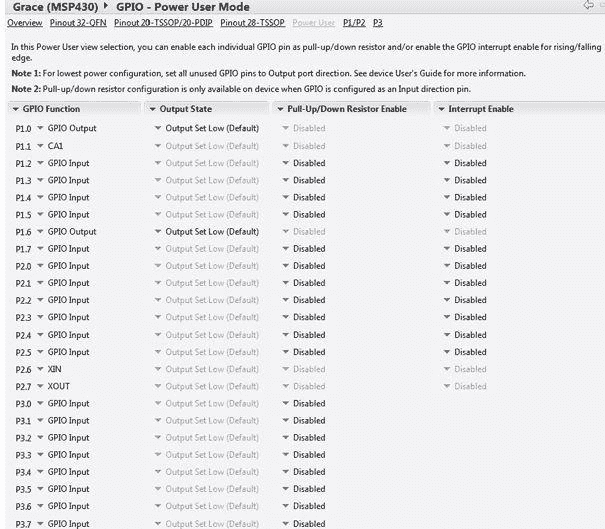 Grace (MSP430) ▸ GPIO - Power User Mode
Overview Pinout 32-QFN Pinout 20-TSSOP/20-PDIP Pinout 28-TSSOP Power User P1/P2 P3
In this Power User view selection, you can enable each individual GPIO pin as pull-up/down resistor and/or enable the GPIO interrupt enable for rising/falling
edge.
Note 1: For lowest power configuration, set all unused GPIO pins to Output port direction. See device User's Guide for more information.
Note 2: Pull-up/down resistor configuration is only available on device when GPIO is configured as an Input direction pin.
GPIO Function Output State Pull-Up/Down Resistor Enable Interrupt Enable
P1.0 GPIO Output Output Set Low (Default) Disabled Disabled
P1.1 CA1 Output Set Low (Default) Disabled Disabled
P1.2 GPIO Input Output Set Low (Default) Disabled Disabled
P1.3 GPIO Input Output Set Low (Default) Disabled Disabled
P1.4 GPIO Input Output Set Low (Default) Disabled Disabled
P1.5 GPIO Input Output Set Low (Default) Disabled Disabled
P1.6 GPIO Output Output Set Low (Default) Disabled Disabled
P1.7 GPIO Input Output Set Low (Default) Disabled Disabled
P2.0 GPIO Input Output Set Low (Default) Disabled Disabled
P2.1 GPIO Input Output Set Low (Default) Disabled Disabled
P2.2 GPIO Input Output Set Low (Default) Disabled Disabled
P2.3 GPIO Input Output Set Low (Default) Disabled Disabled
P2.4 GPIO Input Output Set Low (Default) Disabled Disabled
P2.5 GPIO Input Output Set Low (Default) Disabled Disabled
P2.6 XIN Output Set Low (Default) Disabled Disabled
P2.7 XOUT Output Set Low (Default) Disabled Disabled
P3.0 GPIO Input Output Set Low (Default) Disabled
P3.1 GPIO Input Output Set Low (Default) Disabled
P3.2 GPIO Input Output Set Low (Default) Disabled
P3.3 GPIO Input Output Set Low (Default) Disabled
P3.4 GPIO Input Output Set Low (Default) Disabled
P3.5 GPIO Input Output Set Low (Default) Disabled
P3.6 GPIO Input Output Set Low (Default) Disabled
P3.7 GPIO Input Output Set Low (Default) Disabled